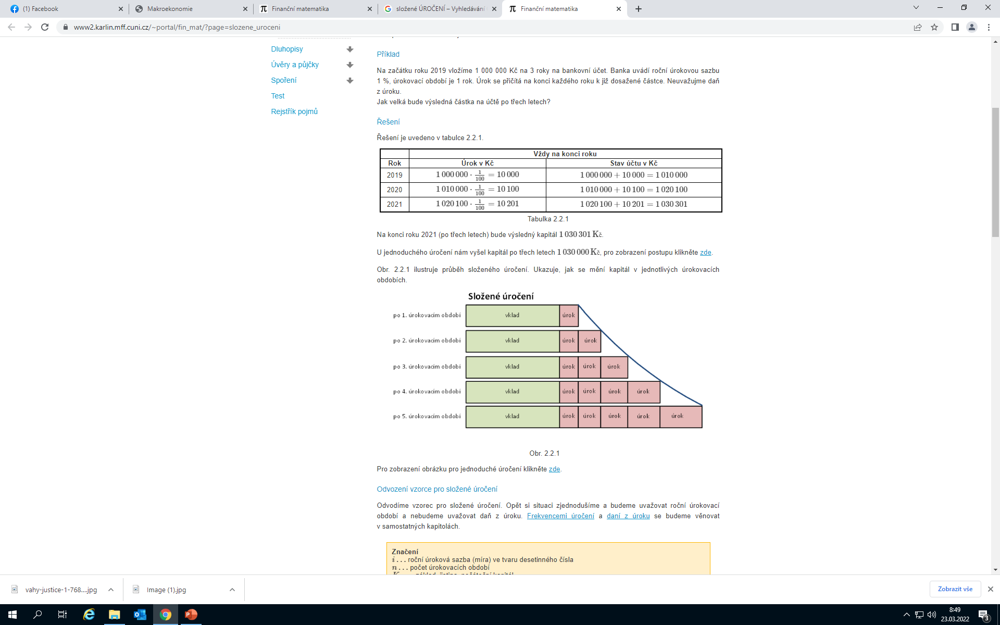 (1) Facebook
Makroekonomie
Finanční matematika
složené ÚROČENÍ – Vyhledávání
Finanční matematika
www2.karlin.mff.cuni.cz/~portal/fin_mat/?page=slozene_uroceni
Dluhopisy
Úvěry a půjčky
Spoření
Test
Rejstřík pojmů
Příklad
Na začátku roku 2019 vložíme 1 000 000 Kč na 3 roky na bankovní účet. Banka uvádí roční úrokovou sazbu
1 %, úrokovací období je 1 rok. Úrok se přičítá na konci každého roku k již dosažené částce. Neuvažujme daň
z úroku.
Jak velká bude výsledná částka na účtě po třech letech?
Řešení
Řešení je uvedeno v tabulce 2.2.1.
Vždy na konci roku
Rok Úrok v Kč Stav účtu v Kč
2019 1 000 000 · 1/100 = 10 000 1 000 000 + 10 000 = 1 010 000
2020 1 010 000 · 1/100 = 10 100 1 010 000 + 10 100 = 1 020 100
2021 1 020 100 · 1/100 = 10 201 1 020 100 + 10 201 = 1 030 301
Tabulka 2.2.1
Na konci roku 2021 (po třech letech) bude výsledný kapitál 1 030 301 Kč.
U jednoduchého úročení nám vyšel kapitál po třech letech 1 030 000 Kč, pro zobrazení postupu klikněte zde.
Obr. 2.2.1 ilustruje průběh složeného úročení. Ukazuje, jak se mění kapitál v jednotlivých úrokovacích
obdobích.
Složené úročení
po 1. úrokovacím období vklad úrok
po 2. úrokovacím období vklad úrok úrok
po 3. úrokovacím období vklad úrok úrok úrok
po 4. úrokovacím období vklad úrok úrok úrok úrok
po 5. úrokovacím období vklad úrok úrok úrok úrok úrok
Obr. 2.2.1
Pro zobrazení obrázku pro jednoduché úročení klikněte zde.
Odvození vzorce pro složené úročení
Odvodíme vzorec pro složené úročení. Opět si situaci zjednodušíme a budeme uvažovat roční úrokovací
období a nebudeme uvažovat daň z úroku. Frekvencemi úročení a daní z úroku se budeme věnovat
v samostatných kapitolách.
Značení
i … roční úroková sazba (míra) ve tvaru desetinného čísla
n … počet úrokovacích období
vahy-justice-1-768....jpg
Image (1).jpg
Zobrazit vše
8:49
23.03.2022
3